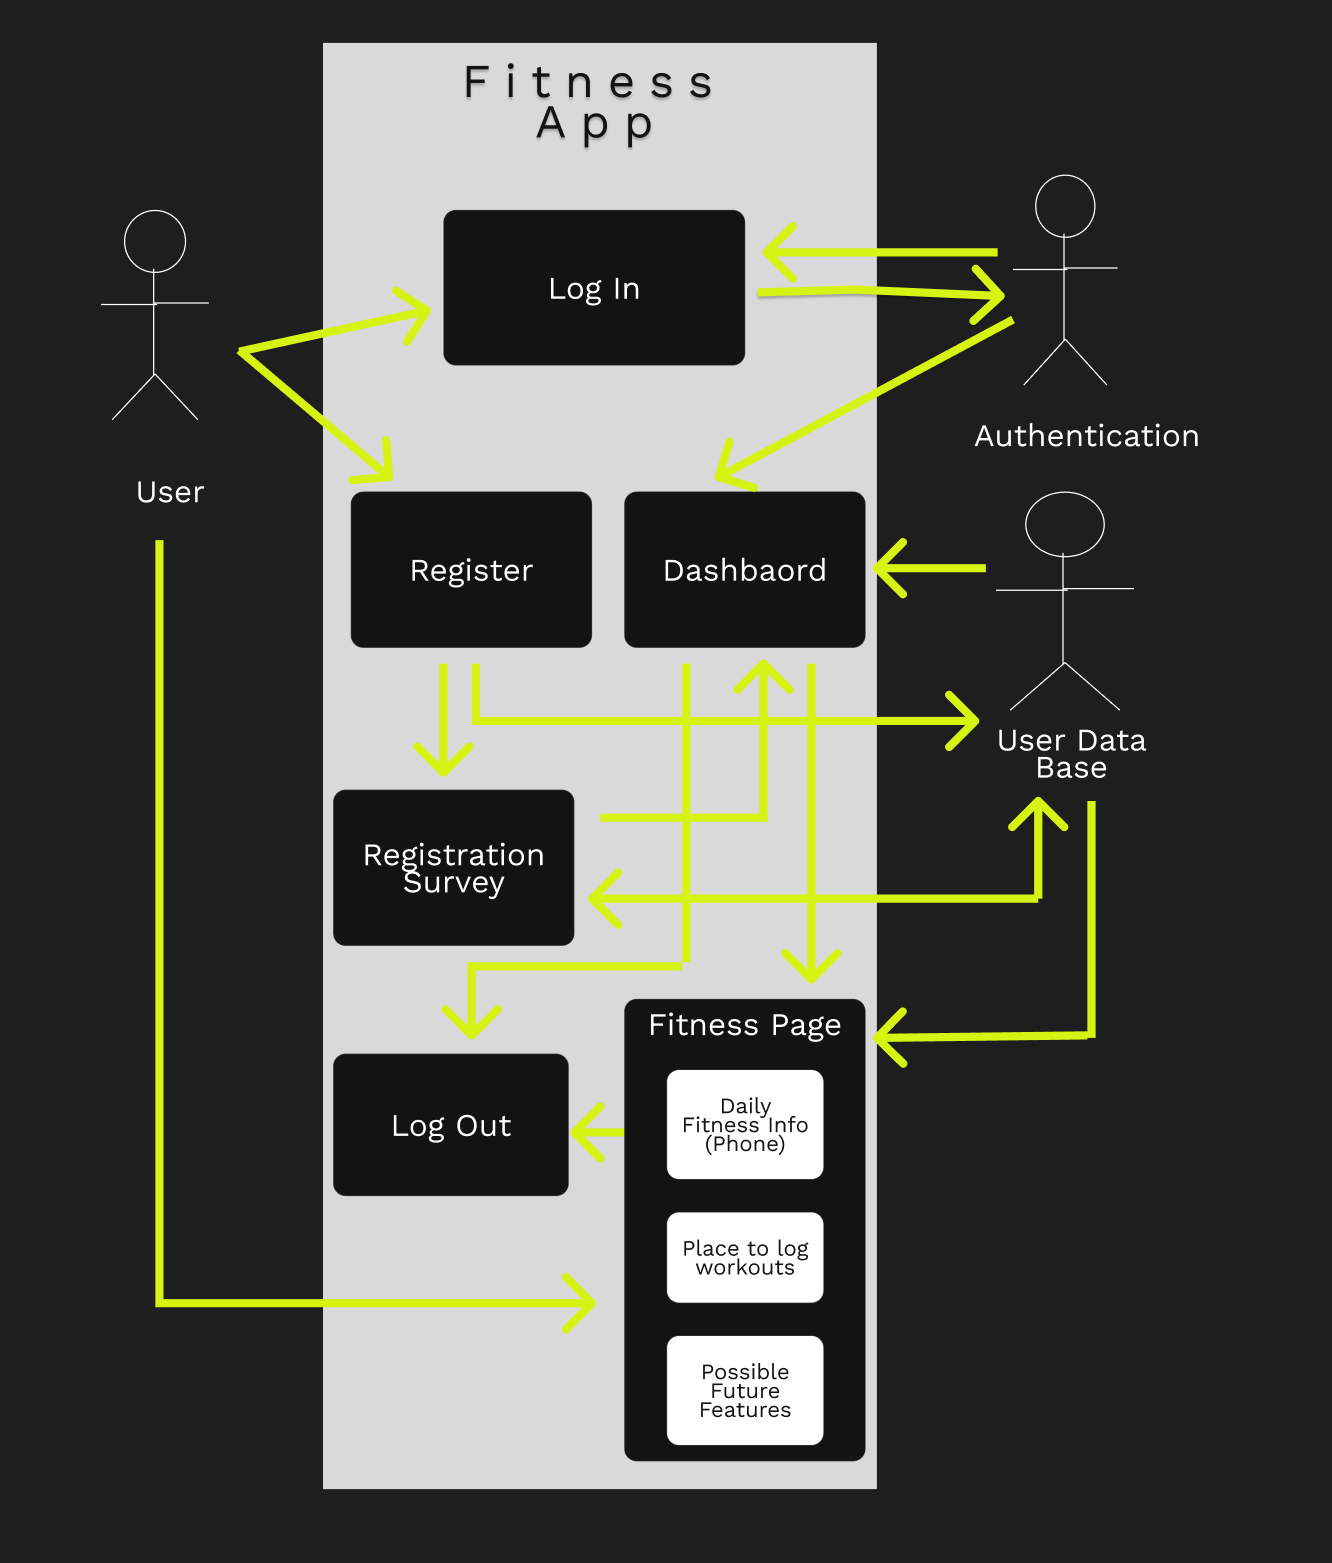 Fitness
App
Log In
Authentication
User
Register
Dashbaord
User Data
Base
Registration
Survey
Fitness Page
Daily
Fitness Info
(Phone)
Log Out
Place to log
workouts
Possible
Future
Features